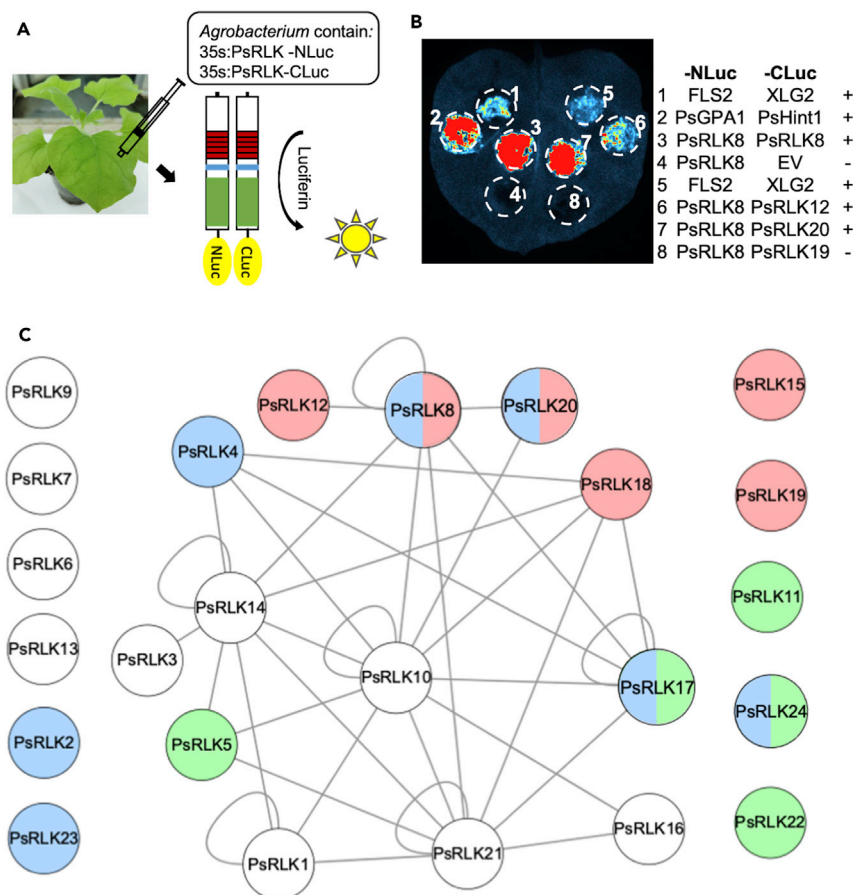 A
Agrobacterium contain:
35s:PsRLK -NLuc
35s:PsRLK-CLuc
Luciferin
NLuc
CLuc
B
1
2
3
4
5
6
7
8
-NLuc -CLuc
1 FLS2 XLG2 +
2 PsGPA1 PsHint1 +
3 PsRLK8 PsRLK8 +
4 PsRLK8 EV -
5 FLS2 XLG2 +
6 PsRLK8 PsRLK12 +
7 PsRLK8 PsRLK20 +
8 PsRLK8 PsRLK19 -
C
PsRLK9
PsRLK7
PsRLK6
PsRLK13
PsRLK2
PsRLK23
PsRLK12
PsRLK8
PsRLK20
PsRLK4
PsRLK18
PsRLK14
PsRLK3
PsRLK10
PsRLK17
PsRLK5
PsRLK1
PsRLK21
PsRLK16
PsRLK15
PsRLK19
PsRLK11
PsRLK24
PsRLK22